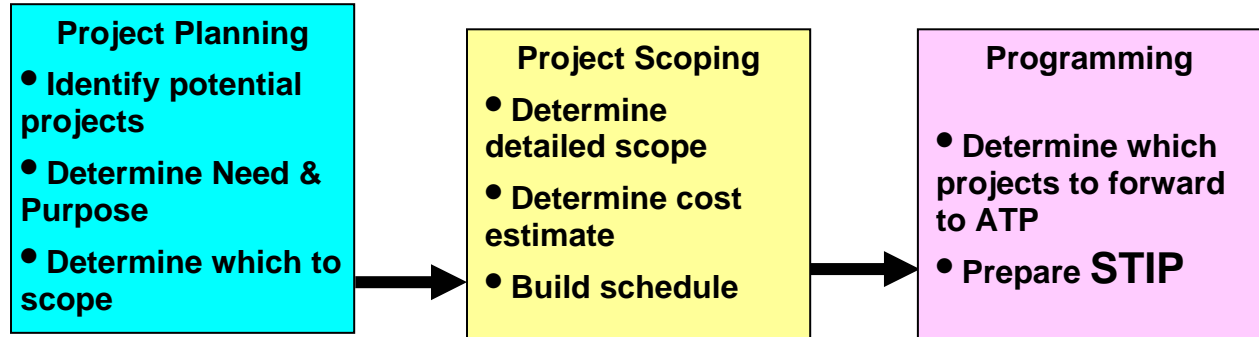 Project Planning
• Identify potential
projects
• Determine Need &
Purpose
• Determine which to
scope
Project Scoping
• Determine
detailed scope
• Determine cost
estimate
• Build schedule
Programming
• Determine which
projects to forward
to ATP
• Prepare STIP